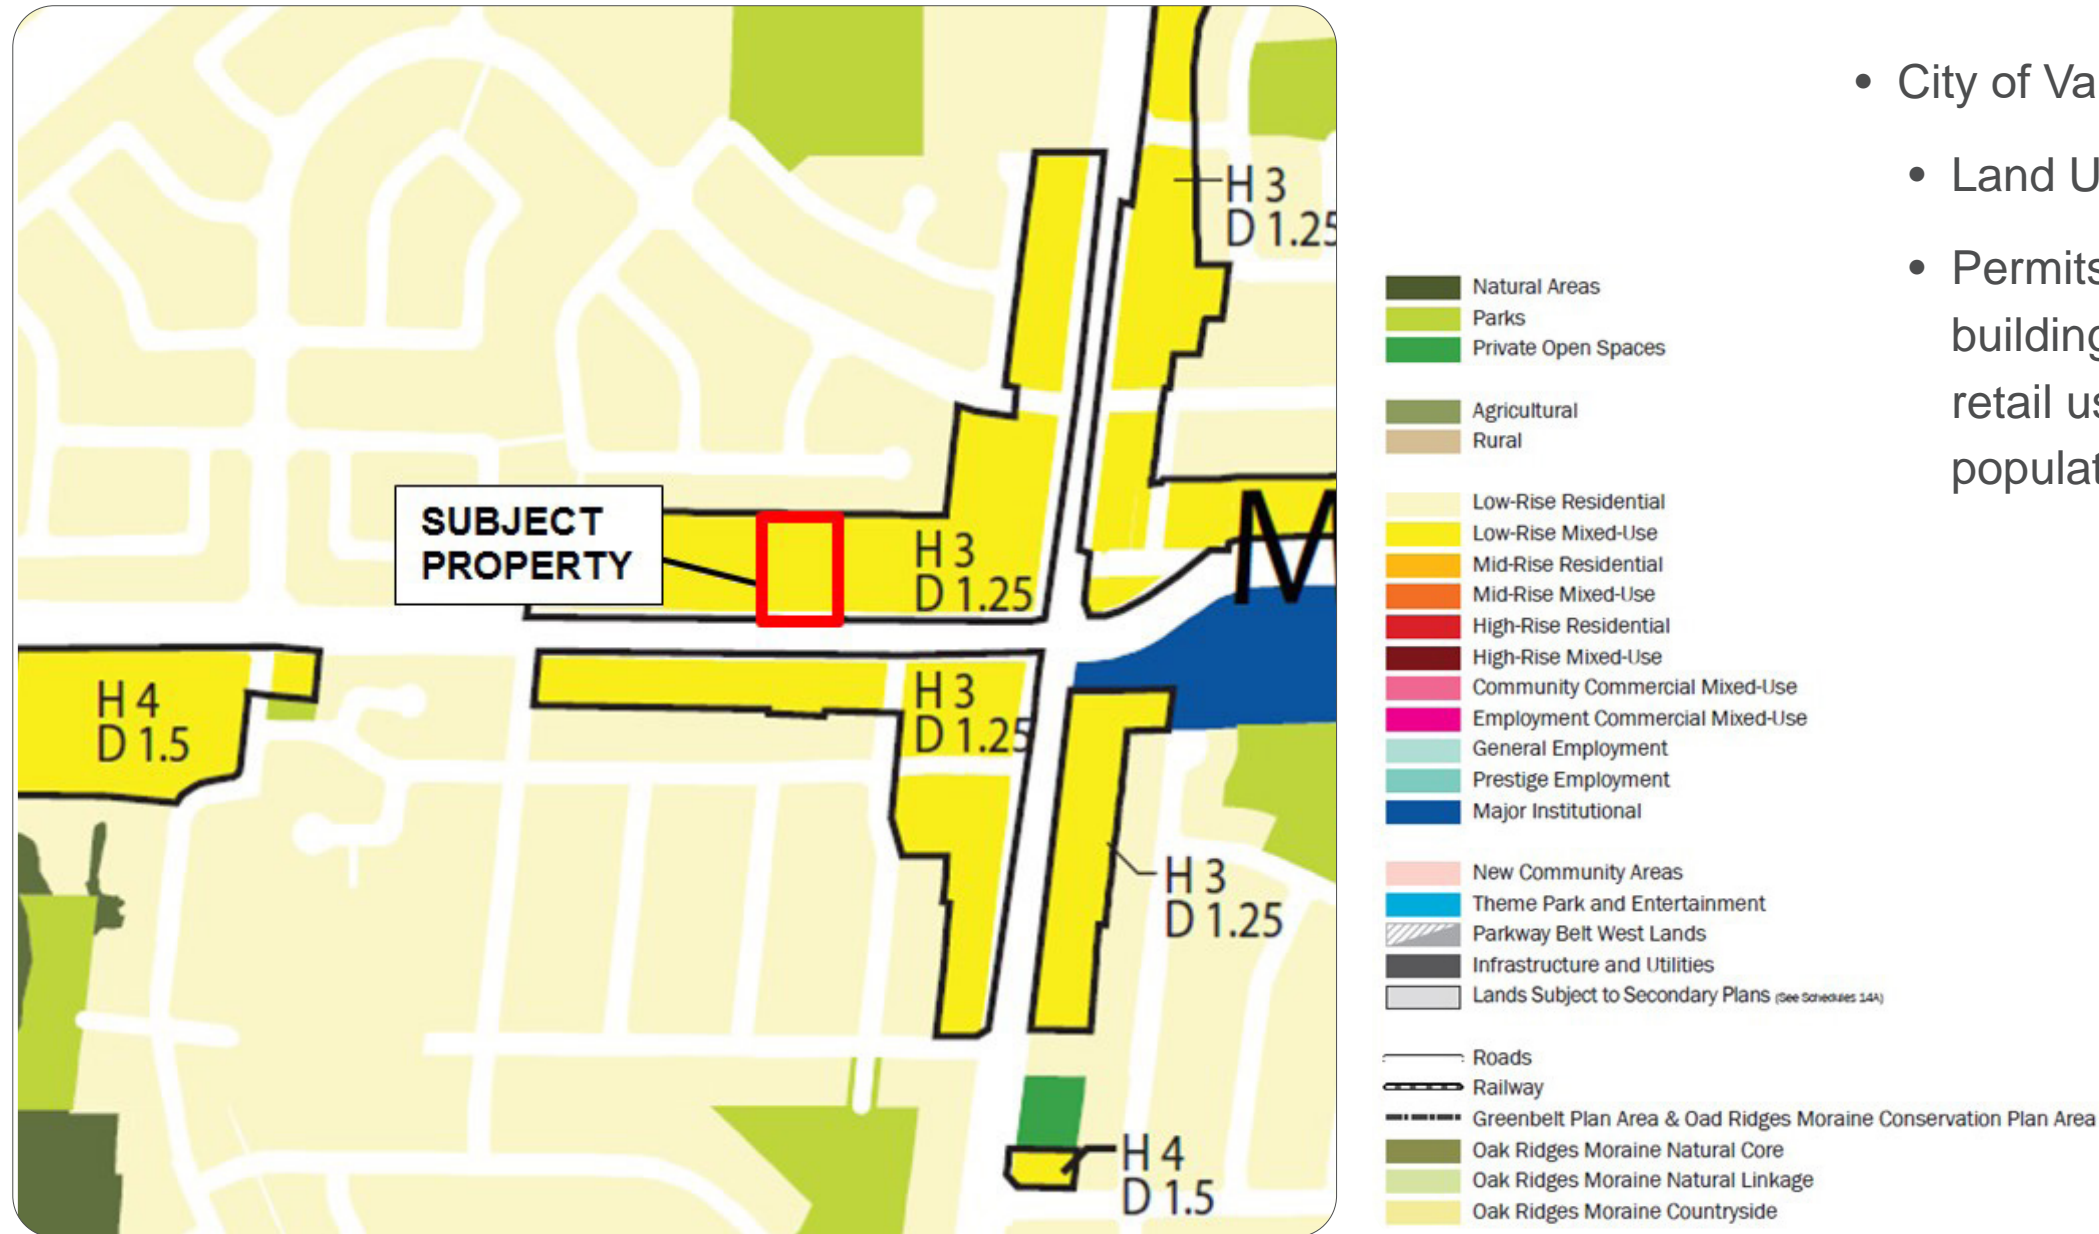 H 3
D 1.25
SUBJECT
PROPERTY
H 3
D 1.25
M
H 4
D 1.5
H 3
D 1.25
H 3
D 1.25
H 4
D 1.5
Natural Areas
Parks
Private Open Spaces
Agricultural
Rural
Low-Rise Residential
Low-Rise Mixed-Use
Mid-Rise Residential
Mid-Rise Mixed-Use
High-Rise Residential
High-Rise Mixed-Use
Community Commercial Mixed-Use
Employment Commercial Mixed-Use
General Employment
Prestige Employment
Major Institutional
New Community Areas
Theme Park and Entertainment
Parkway Belt West Lands
Infrastructure and Utilities
Lands Subject to Secondary Plans (See Schedules 14A)
Roads
Railway
Greenbelt Plan Area & Oad Ridges Moraine Conservation Plan Area
Oak Ridges Moraine Natural Core
Oak Ridges Moraine Natural Linkage
Oak Ridges Moraine Countryside
• City of Va
• Land U
• Permits
building
retail us
populat